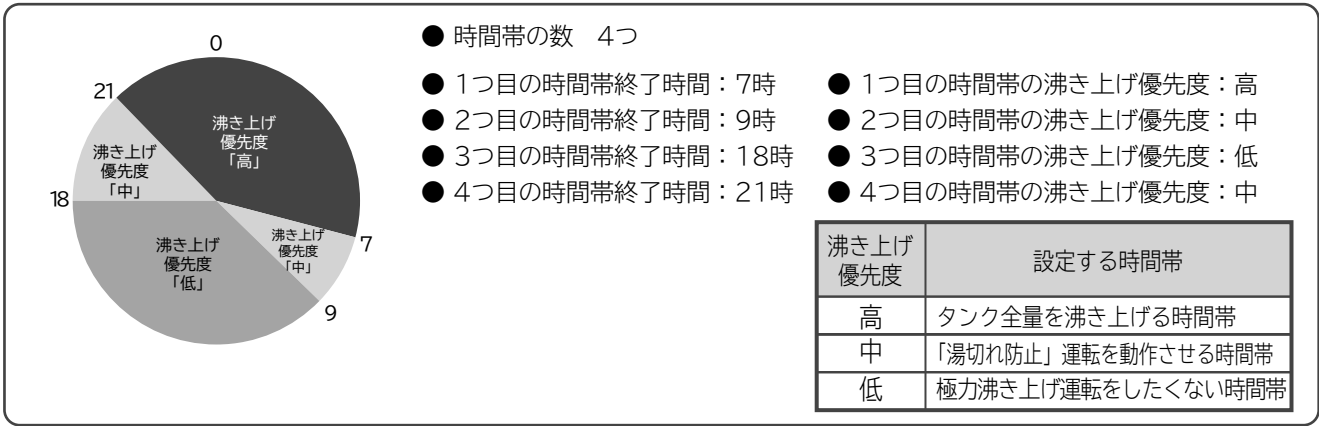 0
21
沸き上げ
優先度
「高」
沸き上げ
優先度
「中」
18
沸き上げ
優先度
「中」
7
沸き上げ
優先度
「低」
9
● 時間帯の数　4つ
● 1つ目の時間帯終了時間：7時
● 2つ目の時間帯終了時間：9時
● 3つ目の時間帯終了時間：18時
● 4つ目の時間帯終了時間：21時
● 1つ目の時間帯の沸き上げ優先度：高
● 2つ目の時間帯の沸き上げ優先度：中
● 3つ目の時間帯の沸き上げ優先度：低
● 4つ目の時間帯の沸き上げ優先度：中
沸き上げ
優先度
設定する時間帯
高 タンク全量を沸き上げる時間帯
中 「湯切れ防止」運転を動作させる時間帯
低 極力沸き上げ運転をしたくない時間帯